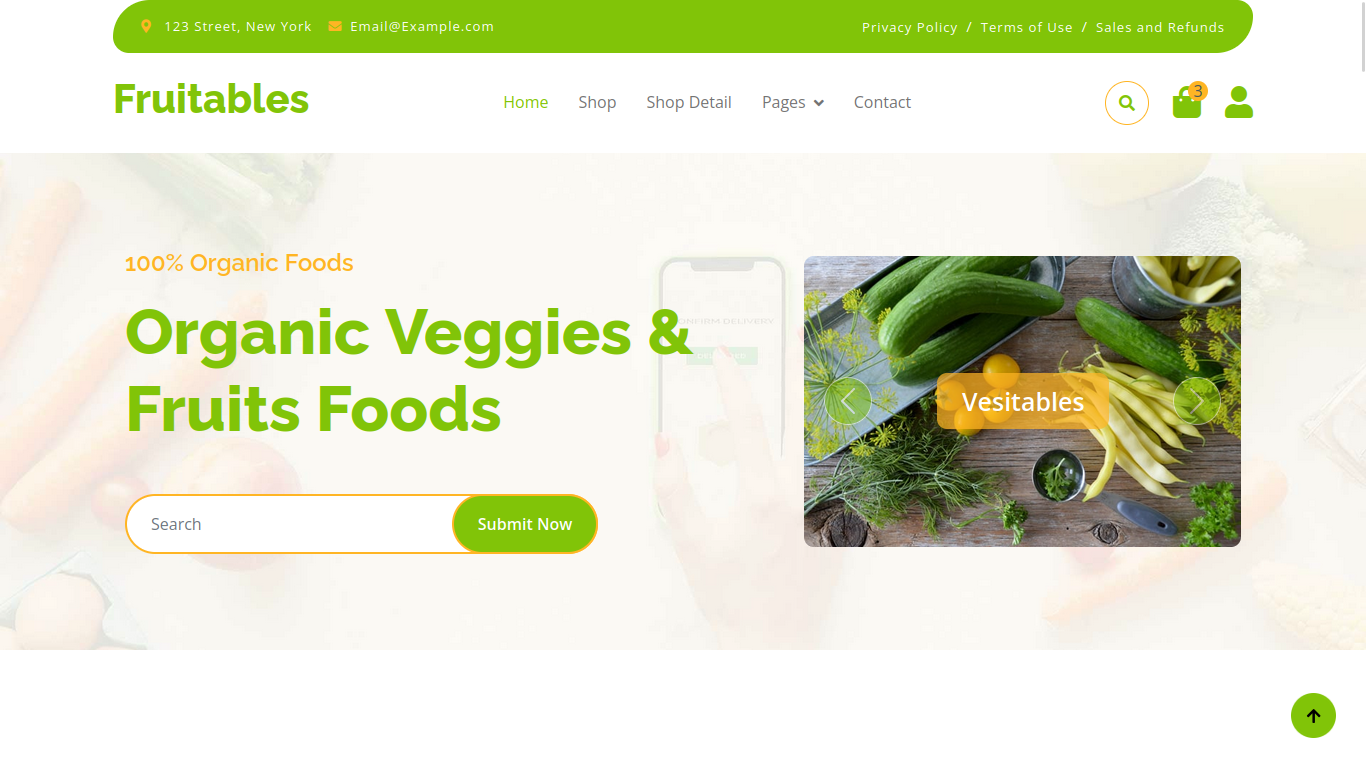 123 Street, New York
Email@Example.com
Privacy Policy / Terms of Use / Sales and Refunds
Fruitables
Home
Shop
Shop Detail
Pages
Contact
3
100% Organic Foods
Organic Veggies &
Fruits Foods
Search
Submit Now
Vesitables
DELIVERY